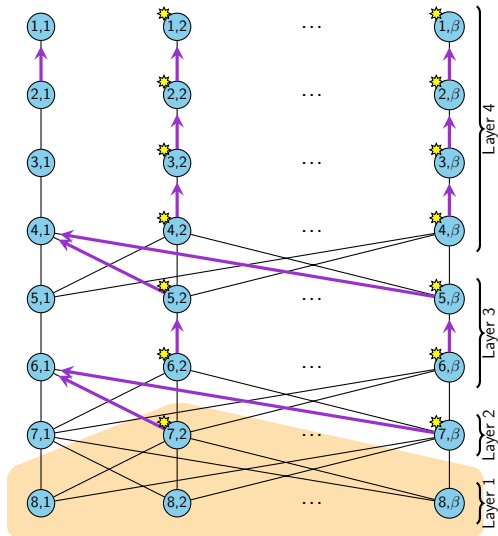 1,1 1,2 ... 1,β
2,1 2,2 ... 2,β
3,1 3,2 ... 3,β
4,1 4,2 ... 4,β
Layer 4
5,1 5,2 ... 5,β
6,1 6,2 ... 6,β
Layer 3
7,1 7,2 ... 7,β
Layer 2
8,1 8,2 ... 8,β
Layer 1